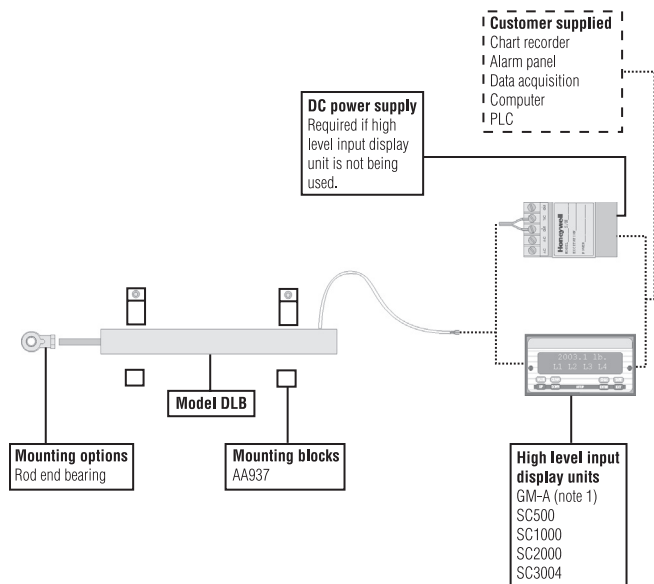 Customer supplied
Chart recorder
Alarm panel
Data acquisition
Computer
PLC
DC power supply
Required if high
level input display
unit is not being
used.
Honeywell
2003.1 lb.
L1 L2 L3 L4
Model DLB
Mounting options
Rod end bearing
Mounting blocks
AA937
High level input
display units
GM-A (note 1)
SC500
SC1000
SC2000
SC3004